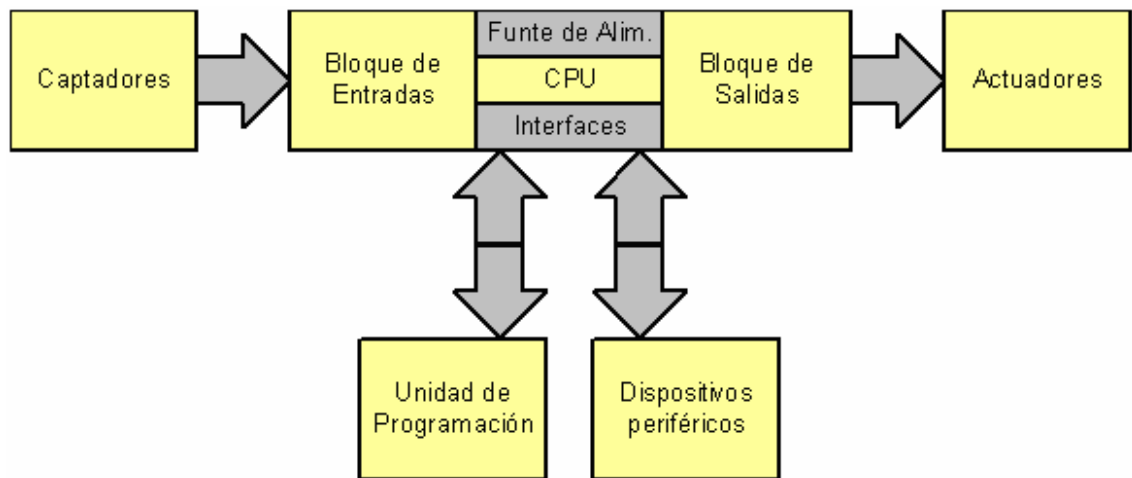 Captadores
Bloque de
Entradas
Funte de Alim.
CPU
Interfaces
Bloque de
Salidas
Actuadores
Unidad de
Programación
Dispositivos
periféricos